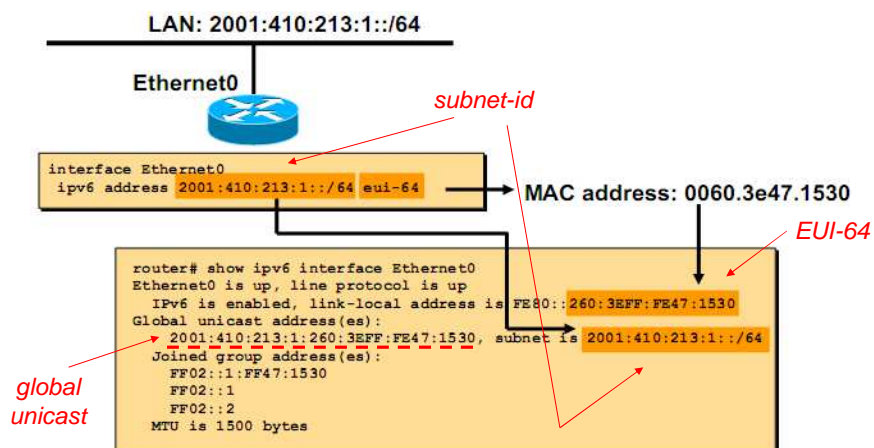 LAN: 2001:410:213:1::/64
Ethernet0
subnet-id
interface Ethernet0
ipv6 address 2001:410:213:1::/64 eui-64
MAC address: 0060.3e47.1530
EUI-64
router# show ipv6 interface Ethernet0
Ethernet0 is up, line protocol is up
IPv6 is enabled, link-local address is FE80::260:3EFF:FE47:1530
Global unicast address(es):
2001:410:213:1:260:3EFF:FE47:1530, subnet is 2001:410:213:1::/64
Joined group address(es):
FF02::1:FF47:1530
FF02::1
FF02::2
MTU is 1500 bytes
global
unicast